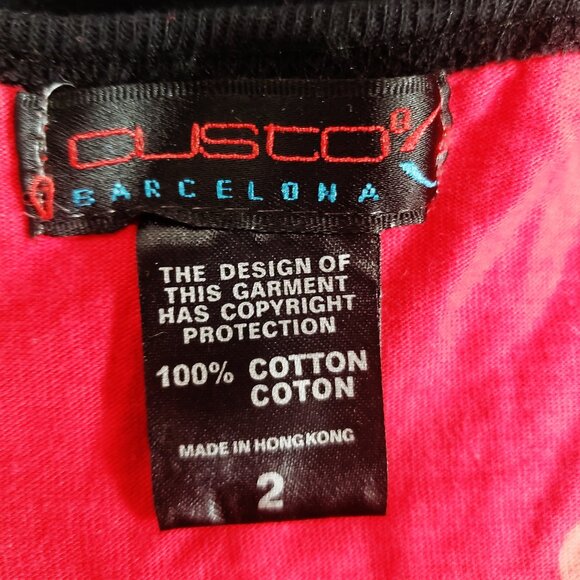 CUSTO
BARCELONA
THE DESIGN OF
THIS GARMENT
HAS COPYRIGHT
PROTECTION
100% COTTON
COTON
MADE IN HONGKONG
2